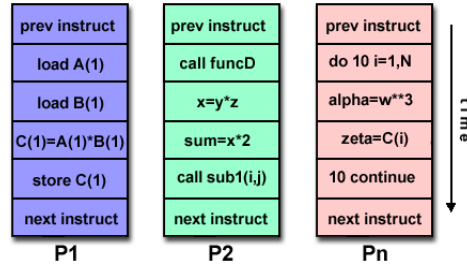 prev instruct
load A(1)
load B(1)
C(1)=A(1)*B(1)
store C(1)
next instruct
P1
prev instruct
call funcD
x=y*z
sum=x*2
call sub1(i,j)
next instruct
P2
prev instruct
do 10 i=1,N
alpha=w**3
zeta=C(i)
10 continue
next instruct
Pn
time